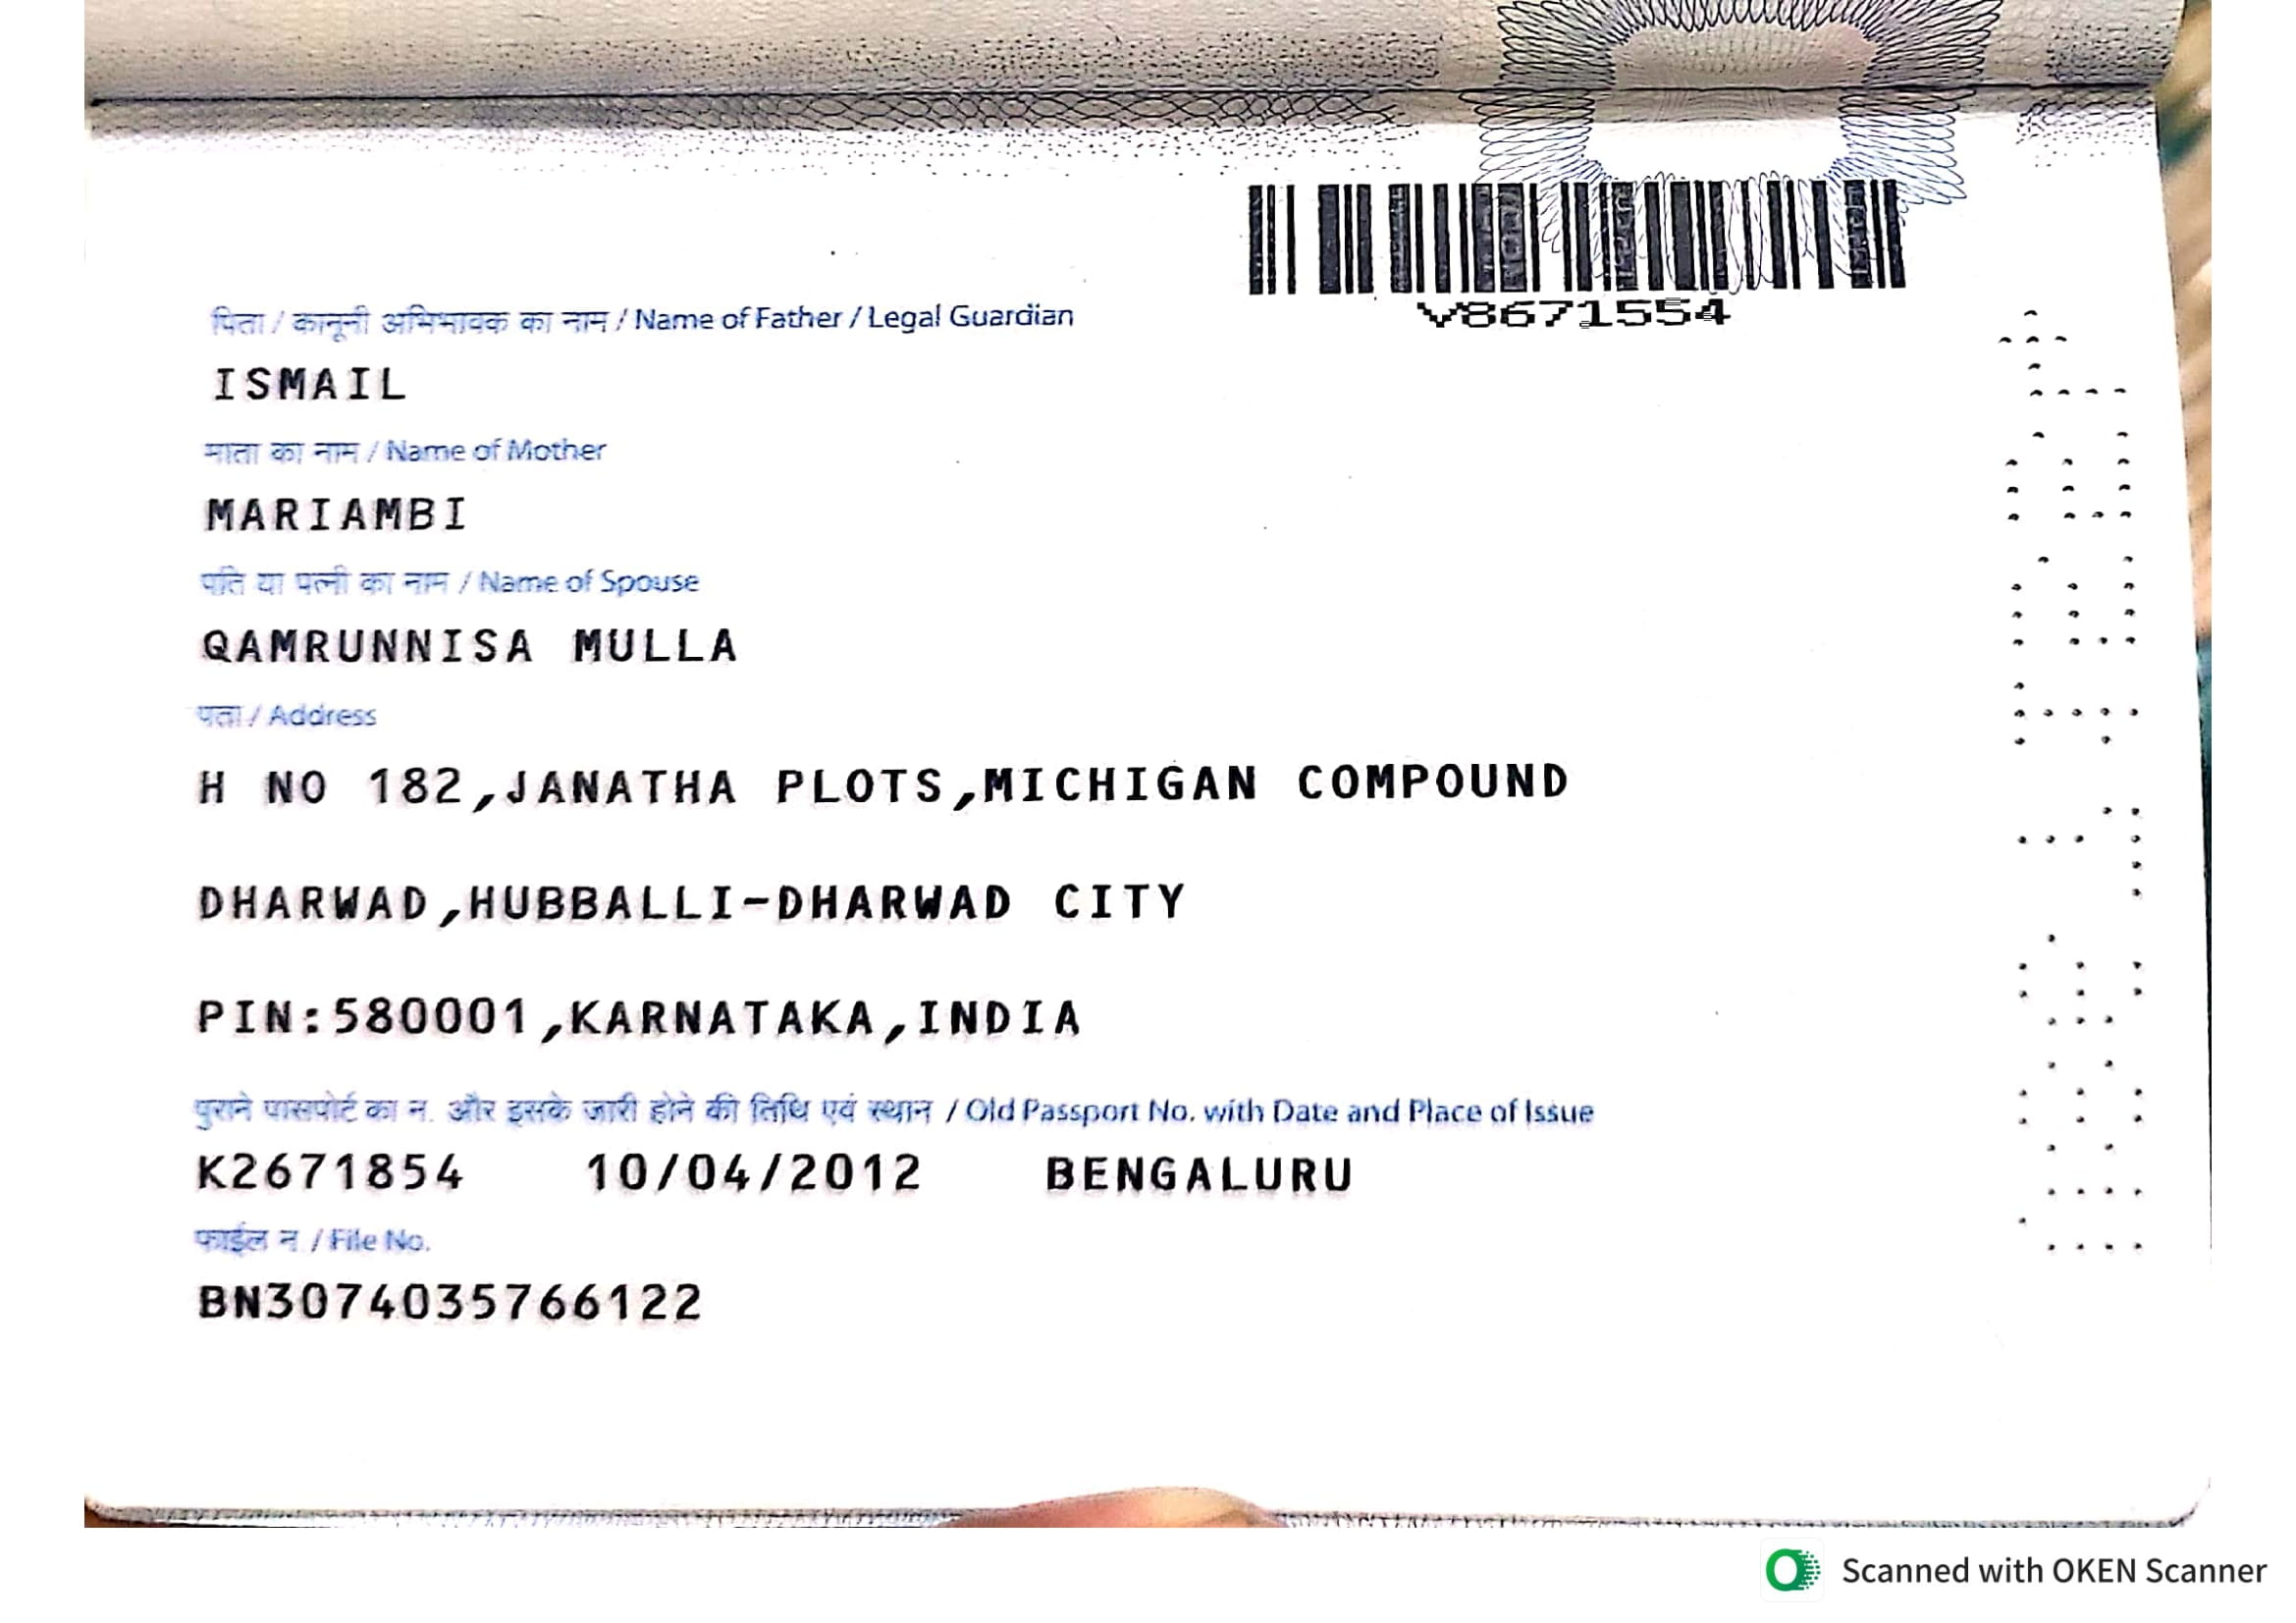 V8671554
पिता / कानूनी अभिभावक का नाम / Name of Father / Legal Guardian
ISMAIL
माता का नाम / Name of Mother
MARIAMBI
पति या पत्नी का नाम / Name of Spouse
QAMRUNNISA MULLA
पता / Address
H NO 182,JANATHA PLOTS,MICHIGAN COMPOUND
DHARWAD,HUBBALLI-DHARWAD CITY
PIN:580001,KARNATAKA,INDIA
पुराने पासपोर्ट का न. और इसके जारी होने की तिथि एवं स्थान / Old Passport No. with Date and Place of Issue
K2671854 10/04/2012 BENGALURU
फाईल न / File No.
BN3074035766122
Scanned with OKEN Scanner